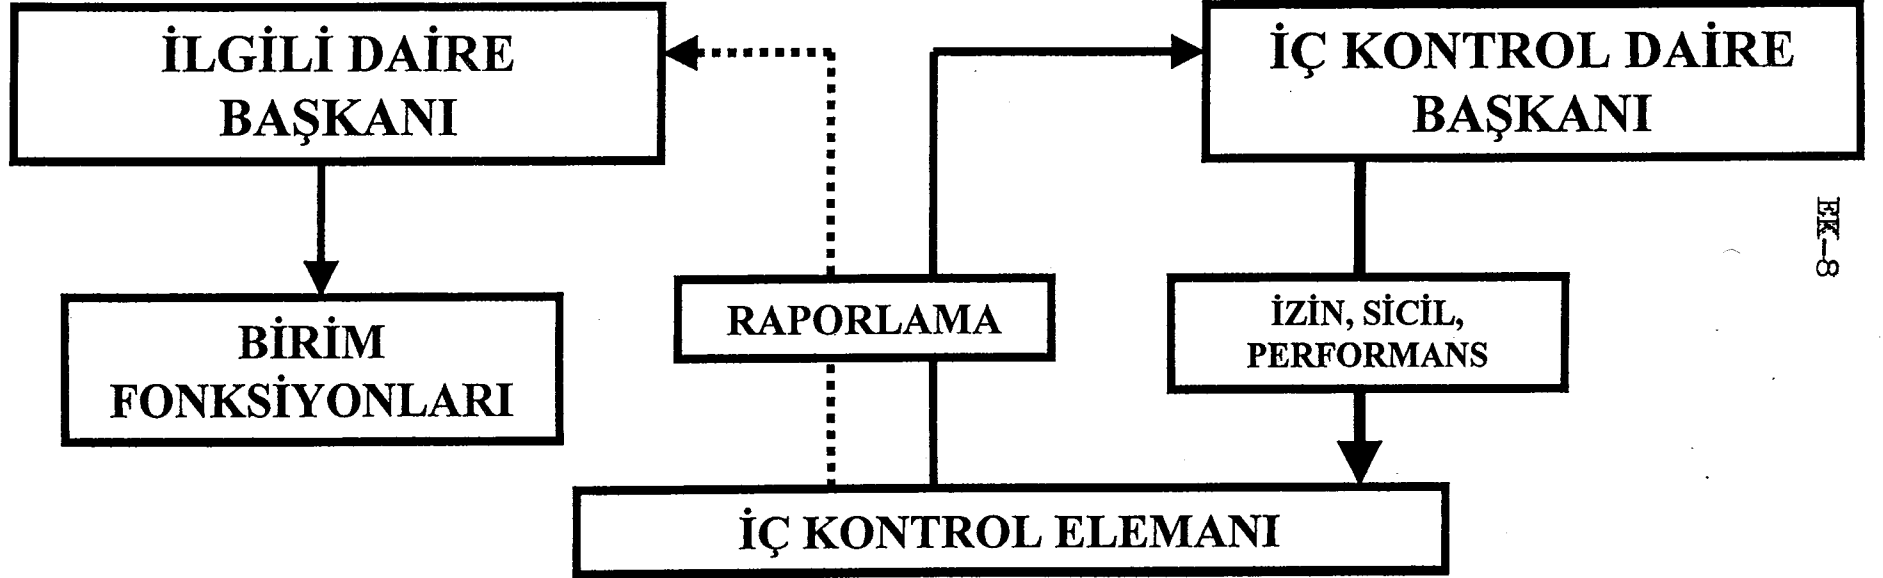 İLGİLİ DAİRE
BAŞKANI
İÇ KONTROL DAİRE
BAŞKANI
EK-8
BİRİM
FONKSİYONLARI
RAPORLAMA
İZİN, SİCİL,
PERFORMANS
İÇ KONTROL ELEMANI